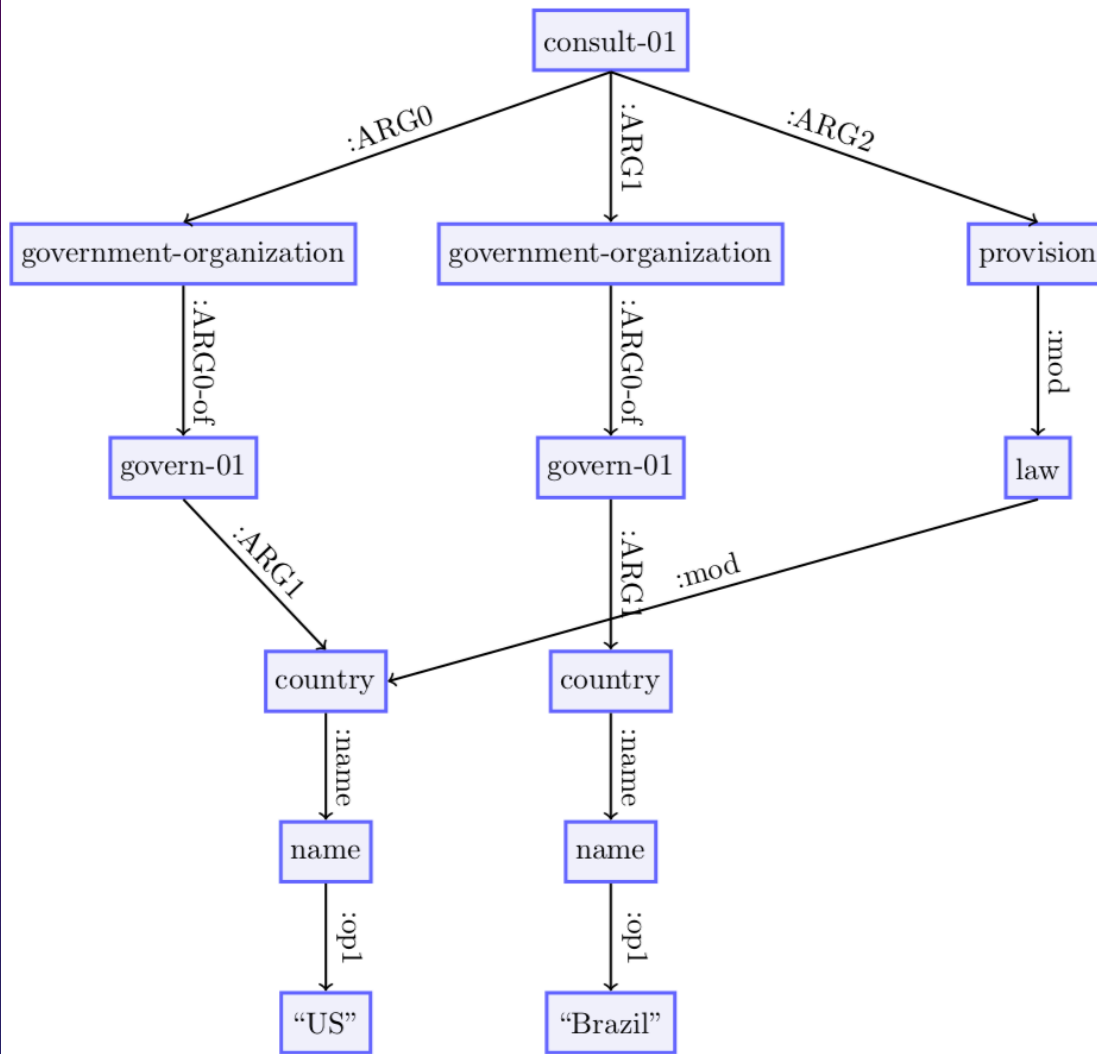 consult-01
:ARG0
:ARG1
:ARG2
government-organization
government-organization
provision
:ARG0-of
:ARG0-of
:mod
govern-01
govern-01
law
:ARG1
:ARG1
:mod
country
country
:name
:name
name
name
:op1
:op1
“US”
“Brazil”